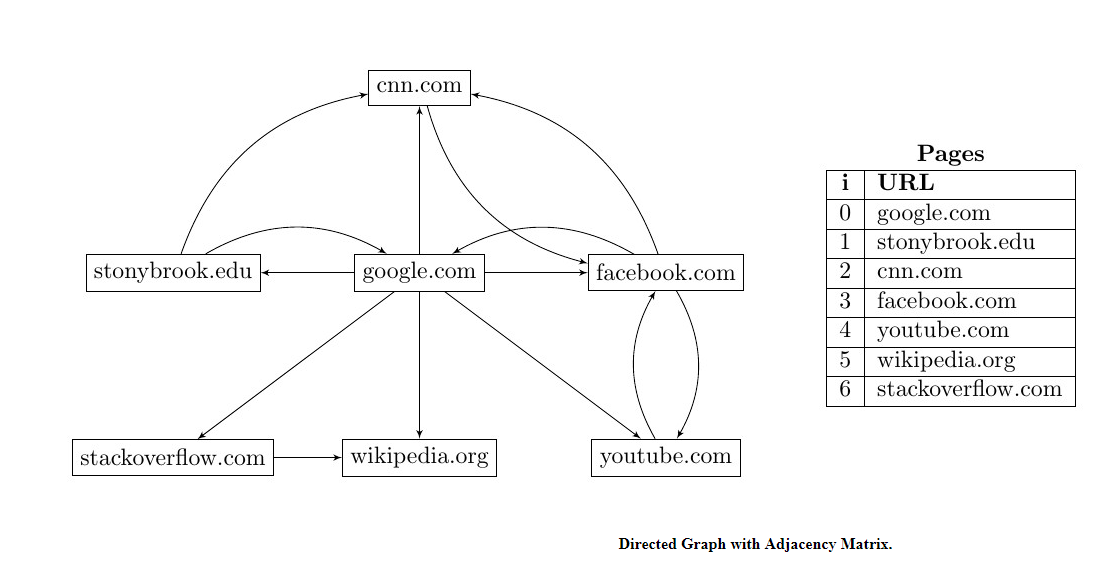 cnn.com
stonybrook.edu
google.com
facebook.com
stackoverflow.com
wikipedia.org
youtube.com
Pages
i URL
0 google.com
1 stonybrook.edu
2 cnn.com
3 facebook.com
4 youtube.com
5 wikipedia.org
6 stackoverflow.com
Directed Graph with Adjacency Matrix.